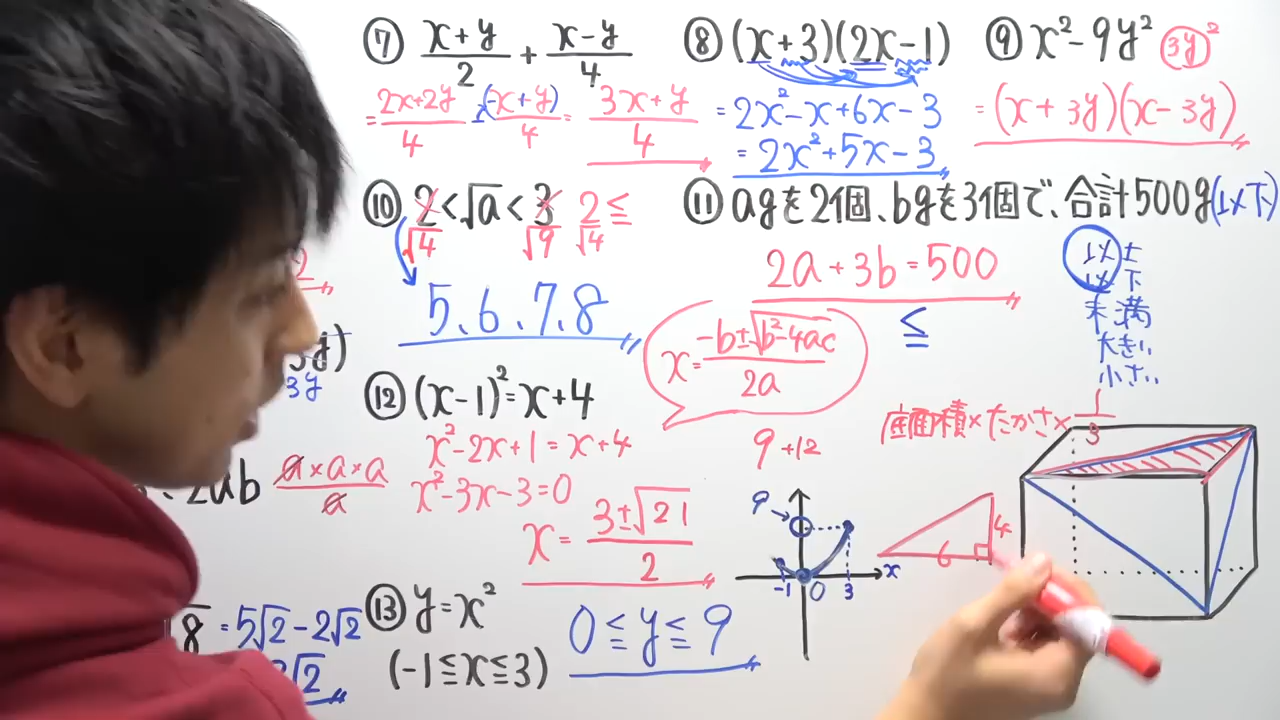 ⑦ (x+y)/2 + (x-y)/4
= (2x+2y)/4 (-x+y)/4 = (3x+y)/4
⑧ (x+3)(2x-1)
= 2x²-x+6x-3
= 2x²+5x-3
⑨ x²-9y² (3y)²
= (x+3y)(x-3y)
⑩ 2<√a<3 2≦
√4 √9 √4
5、6、7、8
⑪ agを2個、bgを3個で、合計500g(以下)
2a+3b=500
≦
以上
以下
未満
大きい
小さい
x= (-b±√b²-4ac)/2a
⑫ (x-1)²=x+4
x²-2x+1=x+4
x²-3x-3=0
9+12
x= (3±√21)/2
⑬ y=x²
(-1≦x≦3)
0≦y≦9
9
-1 0 3 x
底面積×たかさ×1/3
4
6
3y)
3y
2ab (a×a×a)/a
√8 =5√2-2√2
√2